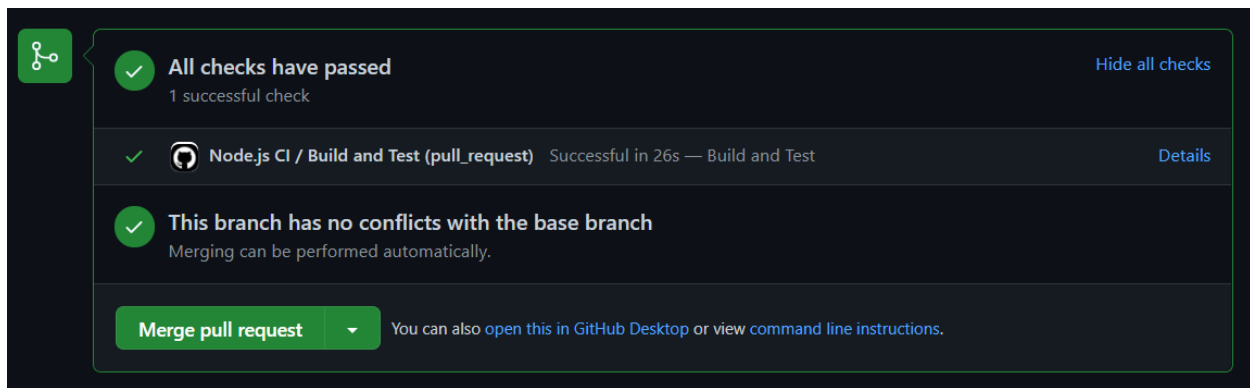 All checks have passed
Hide all checks
1 successful check
Node.js CI / Build and Test (pull_request) Successful in 26s — Build and Test
Details
This branch has no conflicts with the base branch
Merging can be performed automatically.
Merge pull request
You can also open this in GitHub Desktop or view command line instructions.